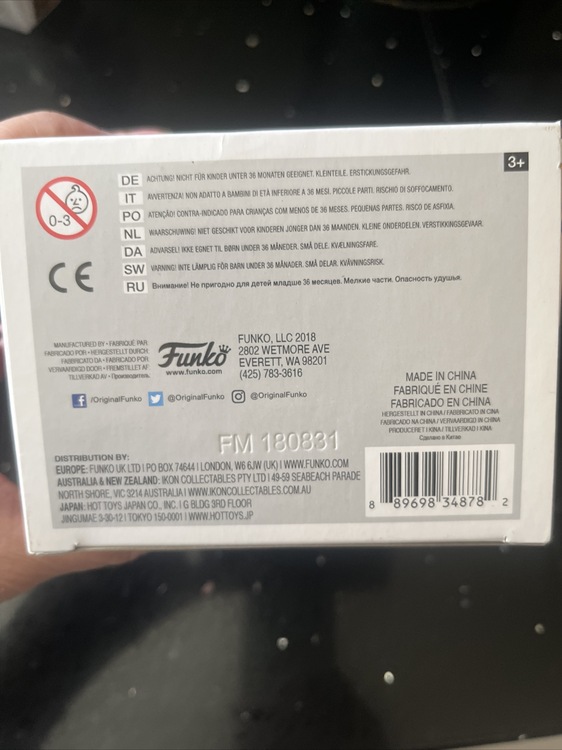 3+
0-3
DE ACHTUNG! NICHT FÜR KINDER UNTER 36 MONATEN GEEIGNET. KLEINTEILE. ERSTICKUNGSGEFAHR.
IT AVVERTENZA! NON ADATTO A BAMBINI DI ETÀ INFERIORE A 36 MESI. PICCOLE PARTI. RISCHIO DI SOFFOCAMENTO.
PO ATENÇÃO! CONTRA-INDICADO PARA CRIANÇAS COM MENOS DE 36 MESES. PEQUENAS PARTES. RISCO DE ASFIXIA.
NL WAARSCHUWING! NIET GESCHIKT VOOR KINDEREN JONGER DAN 36 MAANDEN. KLEINE ONDERDELEN. VERSTIKKINGSGEVAAR.
DA ADVARSEL! IKKE EGNET TIL BØRN UNDER 36 MÅNEDER. SMÅ DELE. KVÆLNINGSFARE.
SW VARNING! INTE LÄMPLIG FÖR BARN UNDER 36 MÅNADER. SMÅ DELAR. KVÄVNINGSRISK.
RU Внимание! Не пригодно для детей младше 36 месяцев. Мелкие части. Опасность удушья.
CE
MANUFACTURED BY • FABRIQUÉ PAR
FABRICADO POR • HERGESTELLT DURCH
FABBRICATO DA • FABRICADO POR
VERVAARDIGD DOOR • FREMSTILLET AF
TILLVERKAD AV • Производитель
Funko
www.funko.com
FUNKO, LLC 2018
2802 WETMORE AVE
EVERETT, WA 98201
(425) 783-3616
/OriginalFunko @OriginalFunko @OriginalFunko
MADE IN CHINA
FABRIQUÉ EN CHINE
FABRICADO EN CHINA
HERGESTELLT IN CHINA / FABBRICATO IN CINA
FABRICADO NA CHINA / VERVAARDIGD IN CHINA
PRODUCERET I KINA / TILLVERKAD I KINA
Сделано в Китае
FM 180831
DISTRIBUTION BY:
EUROPE: FUNKO UK LTD | PO BOX 74644 | LONDON, W6 6JW (UK) | WWW.FUNKO.COM
AUSTRALIA & NEW ZEALAND: IKON COLLECTABLES PTY LTD | 49-59 SEABEACH PARADE
NORTH SHORE, VIC 3214 AUSTRALIA | WWW.IKONCOLLECTABLES.COM.AU
JAPAN: HOT TOYS JAPAN CO., INC. | G BLDG 3RD FLOOR
JINGUMAE 3-30-12 | TOKYO 150-0001 | WWW.HOTTOYS.JP
8 89698 34878 2